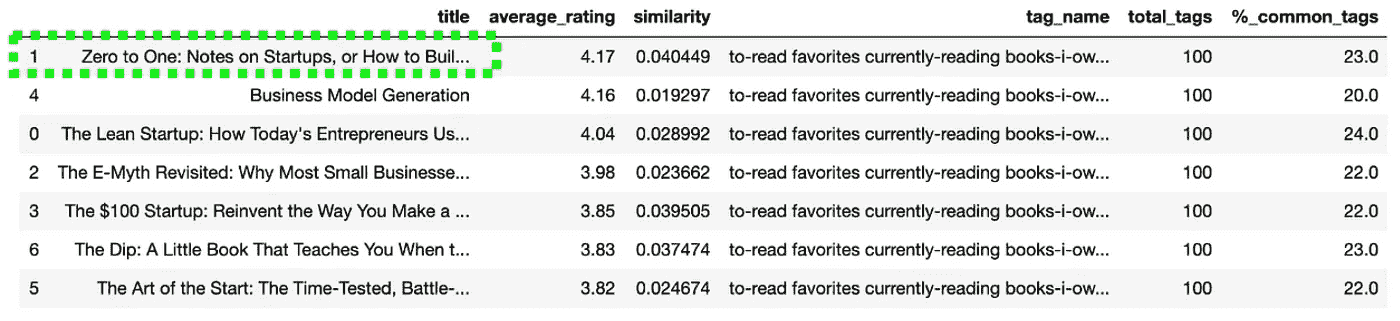 title average_rating similarity tag_name total_tags %_common_tags
1 Zero to One: Notes on Startups, or How to Buil... 4.17 0.040449 to-read favorites currently-reading books-i-ow... 100 23.0
4 Business Model Generation 4.16 0.019297 to-read favorites currently-reading books-i-ow... 100 20.0
0 The Lean Startup: How Today's Entrepreneurs Us... 4.04 0.028992 to-read favorites currently-reading books-i-ow... 100 24.0
2 The E-Myth Revisited: Why Most Small Businesse... 3.98 0.023662 to-read favorites currently-reading books-i-ow... 100 22.0
3 The $100 Startup: Reinvent the Way You Make a ... 3.85 0.039505 to-read favorites currently-reading books-i-ow... 100 22.0
6 The Dip: A Little Book That Teaches You When t... 3.83 0.037474 to-read favorites currently-reading books-i-ow... 100 23.0
5 The Art of the Start: The Time-Tested, Battle-... 3.82 0.024674 to-read favorites currently-reading books-i-ow... 100 22.0